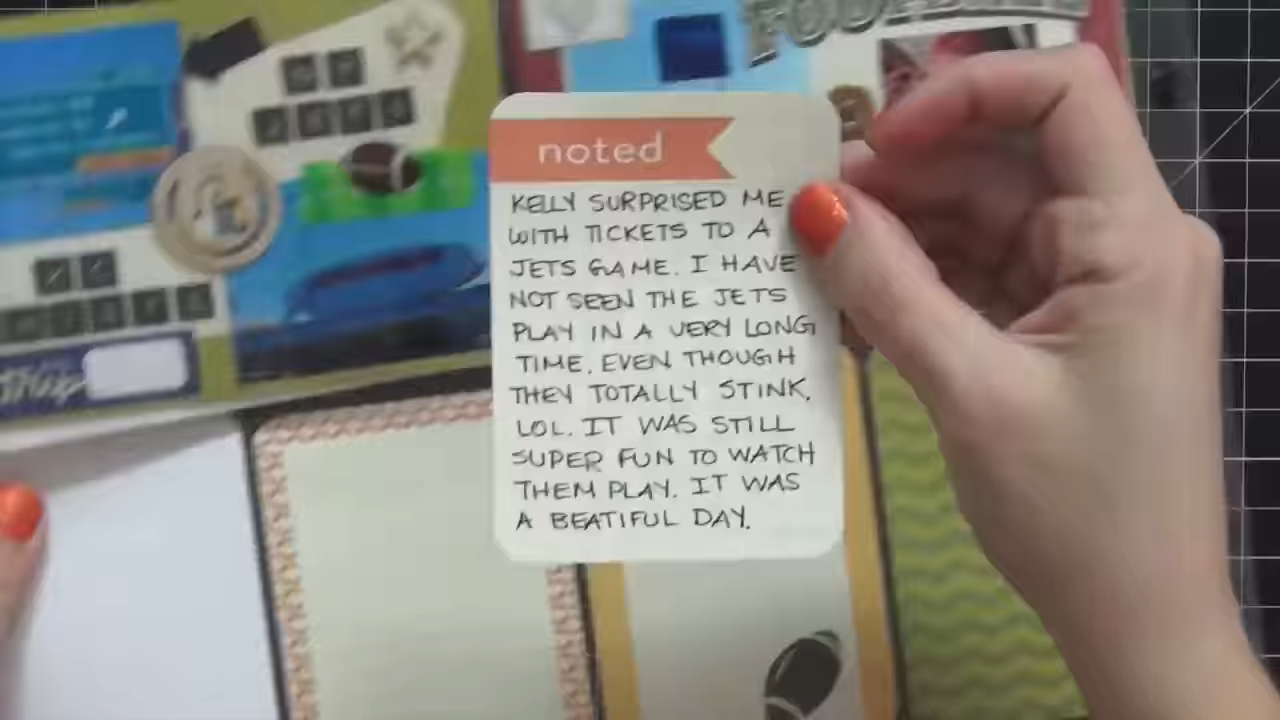 noted
KELLY SURPRISED ME
WITH TICKETS TO A
JETS GAME. I HAVE
NOT SEEN THE JETS
PLAY IN A VERY LONG
TIME. EVEN THOUGH
THEY TOTALLY STINK.
LOL. IT WAS STILL
SUPER FUN TO WATCH
THEM PLAY. IT WAS
A BEATIFUL DAY.